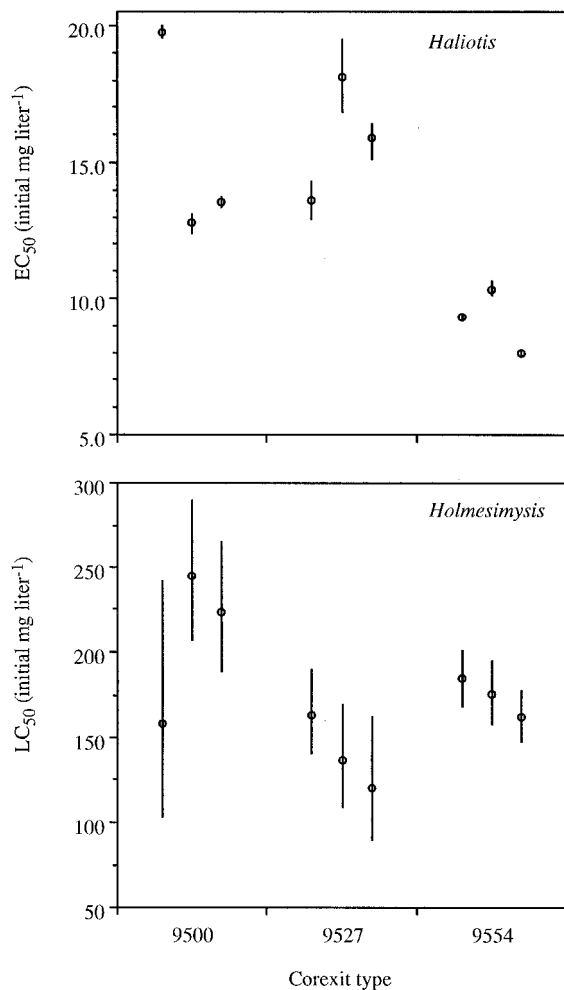 Haliotis
EC50 (initial mg liter-1)
20.0
15.0
10.0
5.0
Holmesimysis
LC50 (initial mg liter-1)
300
250
200
150
100
50
9500 9527 9554
Corexit type